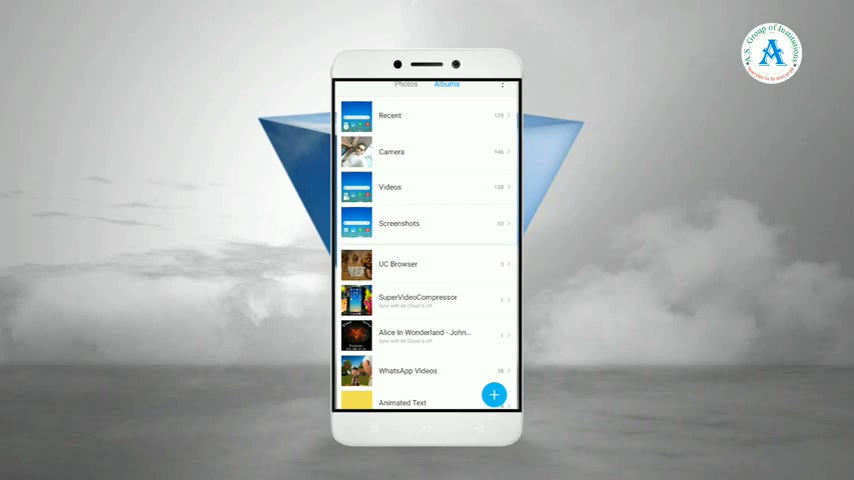 A.S. Group of Institutions
A
Photos Albums
Recent 129
Camera 146
Videos 108
Screenshots 33
UC Browser 3
SuperVideoCompressor 1
Sync with Mi Cloud is off
Alice In Wonderland - John.. 1
Sync with Mi Cloud is off
WhatsApp Videos 38
Animated Text